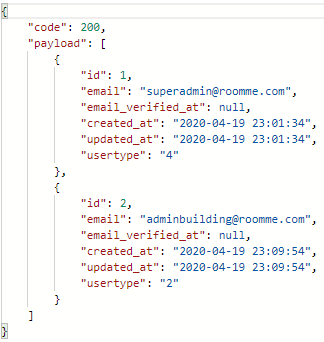 {
    "code": 200,
    "payload": [
        {
            "id": 1,
            "email": "superadmin@roomme.com",
            "email_verified_at": null,
            "created_at": "2020-04-19 23:01:34",
            "updated_at": "2020-04-19 23:01:34",
            "usertype": "4"
        },
        {
            "id": 2,
            "email": "adminbuilding@roomme.com",
            "email_verified_at": null,
            "created_at": "2020-04-19 23:09:54",
            "updated_at": "2020-04-19 23:09:54",
            "usertype": "2"
        }
    ]
}